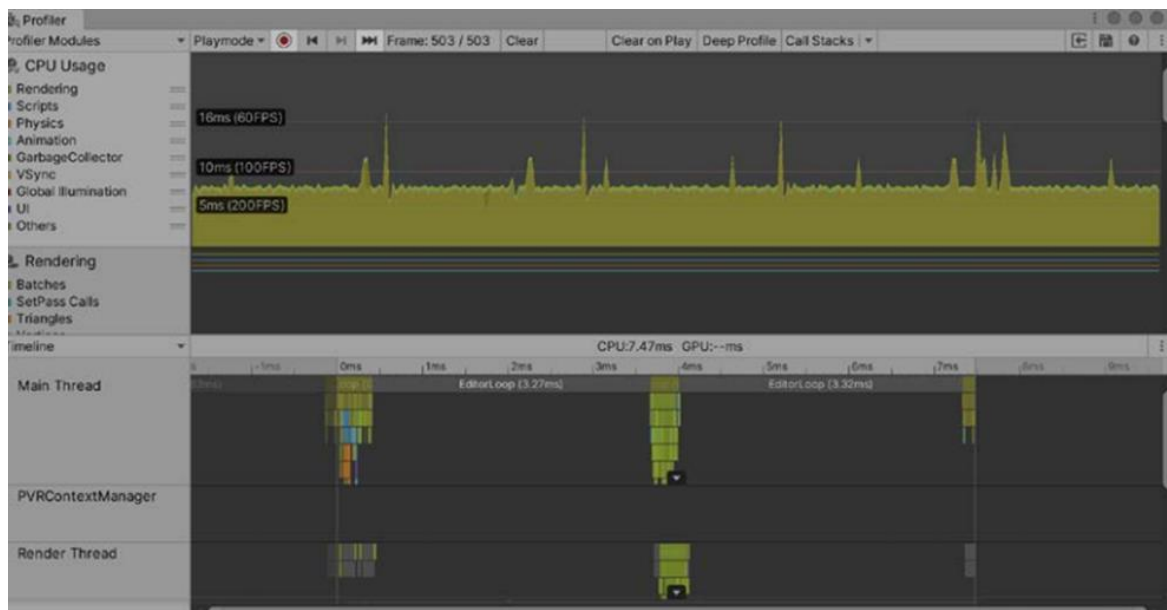 Profiler
Profiler Modules Playmode Frame: 503 / 503 Clear Clear on Play Deep Profile Call Stacks
CPU Usage
Rendering
Scripts
Physics
Animation
GarbageCollector
VSync
Global Illumination
UI
Others
16ms (60FPS)
10ms (100FPS)
5ms (200FPS)
Rendering
Batches
SetPass Calls
Triangles
Timeline CPU:7.47ms GPU:--ms
-1ms 0ms 1ms 2ms 3ms 4ms 5ms 6ms 7ms 8ms 9ms
Main Thread EditorLoop (3.27ms) EditorLoop (3.32ms)
PVRContextManager
Render Thread